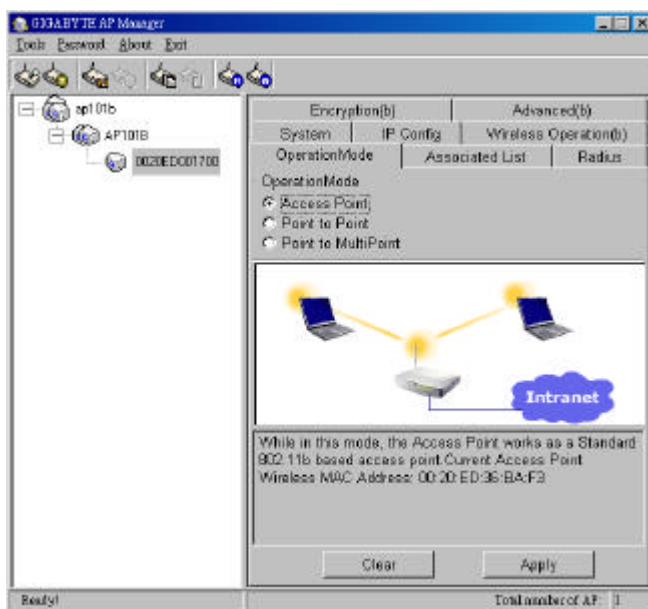 GIGABYTE AP Manager
Tools Password About Exit
ap101b
AP101B
0020ED001700
Encryption(b) Advanced(b)
System IP Config Wireless Operation(b)
OperationMode Associated List Radius
OperationMode
Access Point
Point to Point
Point to MultiPoint
Intranet
While in this mode, the Access Point works as a Standard
802.11b based access point.Current Access Point
Wireless MAC Address: 00:20:ED:36:BA:F3
Clear Apply
Ready! Total number of AP: 1